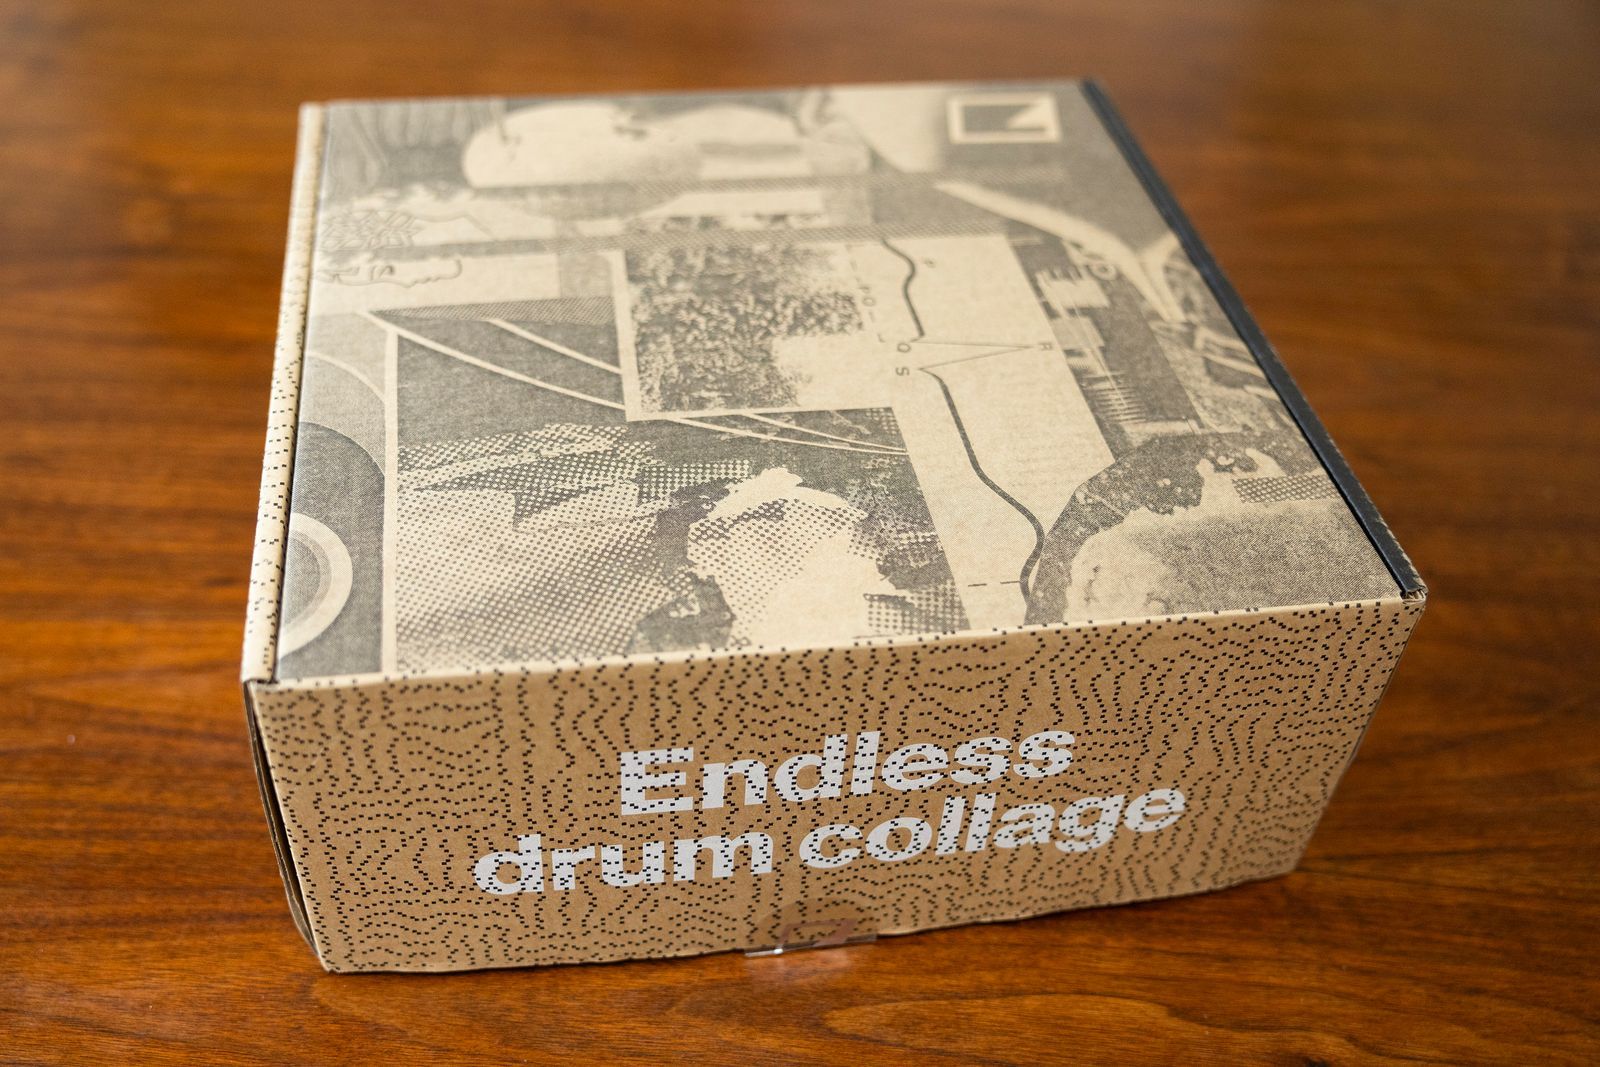 P
R
Q
S
Endless
drum collage